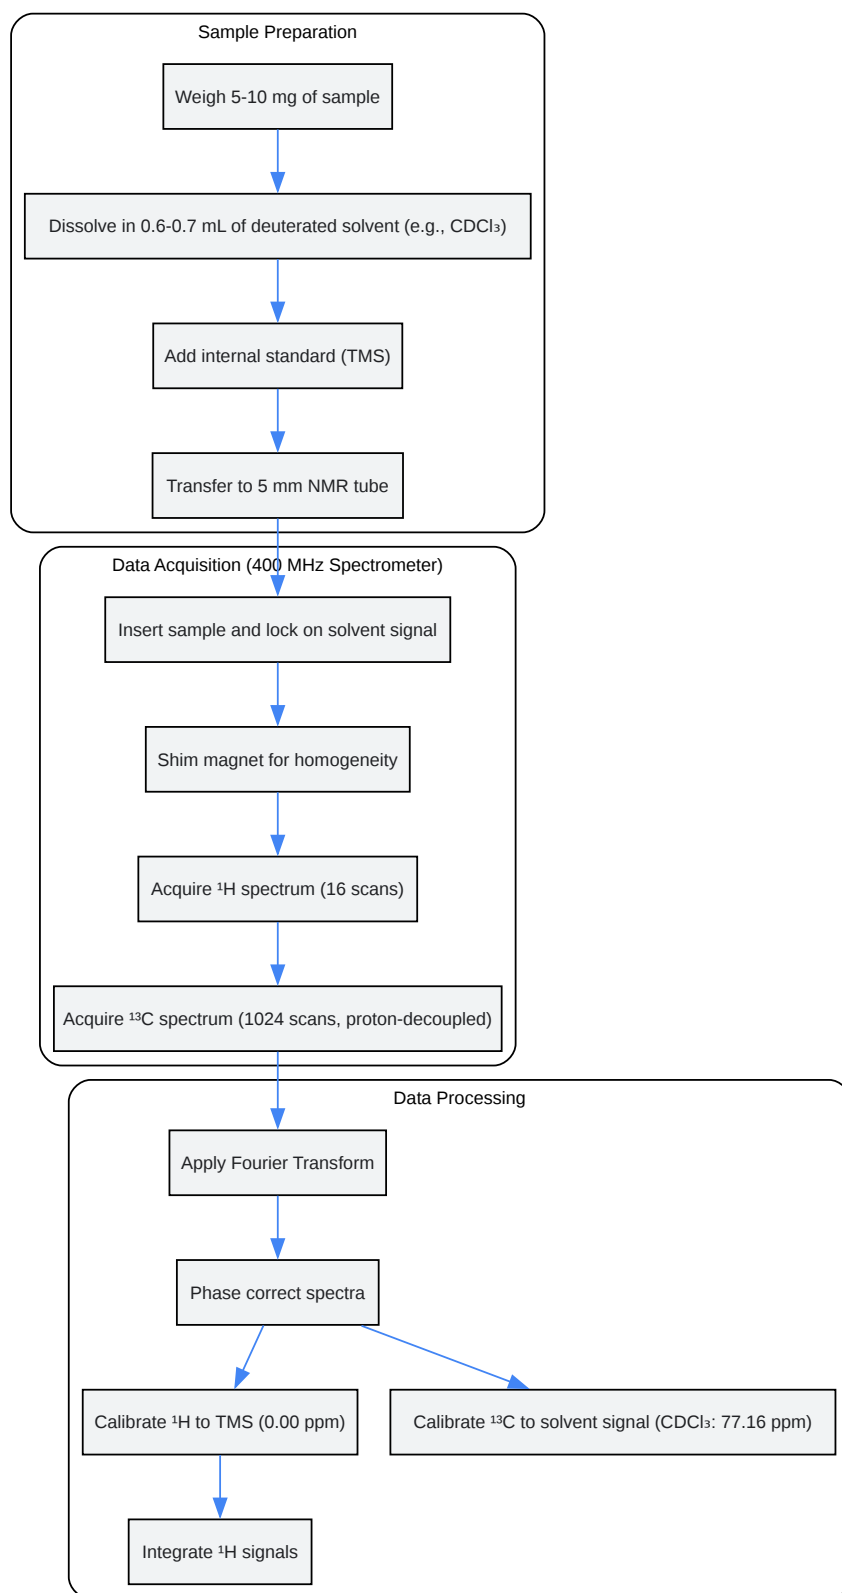 Sample Preparation
Weigh 5-10 mg of sample
Dissolve in 0.6-0.7 mL of deuterated solvent (e.g., CDCl₃)
Add internal standard (TMS)
Transfer to 5 mm NMR tube
Data Acquisition (400 MHz Spectrometer)
Insert sample and lock on solvent signal
Shim magnet for homogeneity
Acquire ¹H spectrum (16 scans)
Acquire ¹³C spectrum (1024 scans, proton-decoupled)
Data Processing
Apply Fourier Transform
Phase correct spectra
Calibrate ¹H to TMS (0.00 ppm)
Calibrate ¹³C to solvent signal (CDCl₃: 77.16 ppm)
Integrate ¹H signals